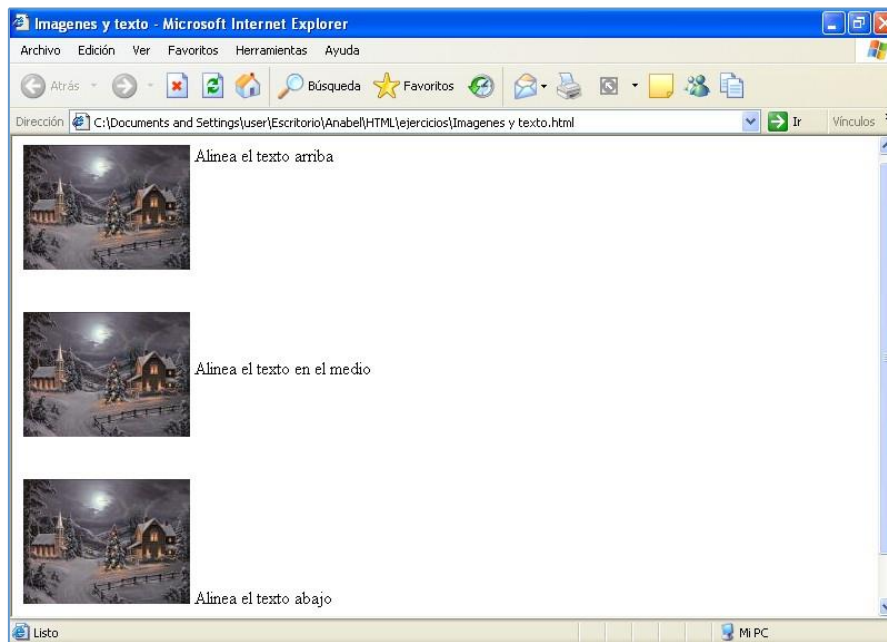 Imagenes y texto - Microsoft Internet Explorer
Archivo Edición Ver Favoritos Herramientas Ayuda
Atrás Búsqueda Favoritos
Dirección C:\Documents and Settings\user\Escritorio\Anabel\HTML\ejercicios\Imagenes y texto.html Ir Vínculos
Alinea el texto arriba
Alinea el texto en el medio
Alinea el texto abajo
Listo Mi PC